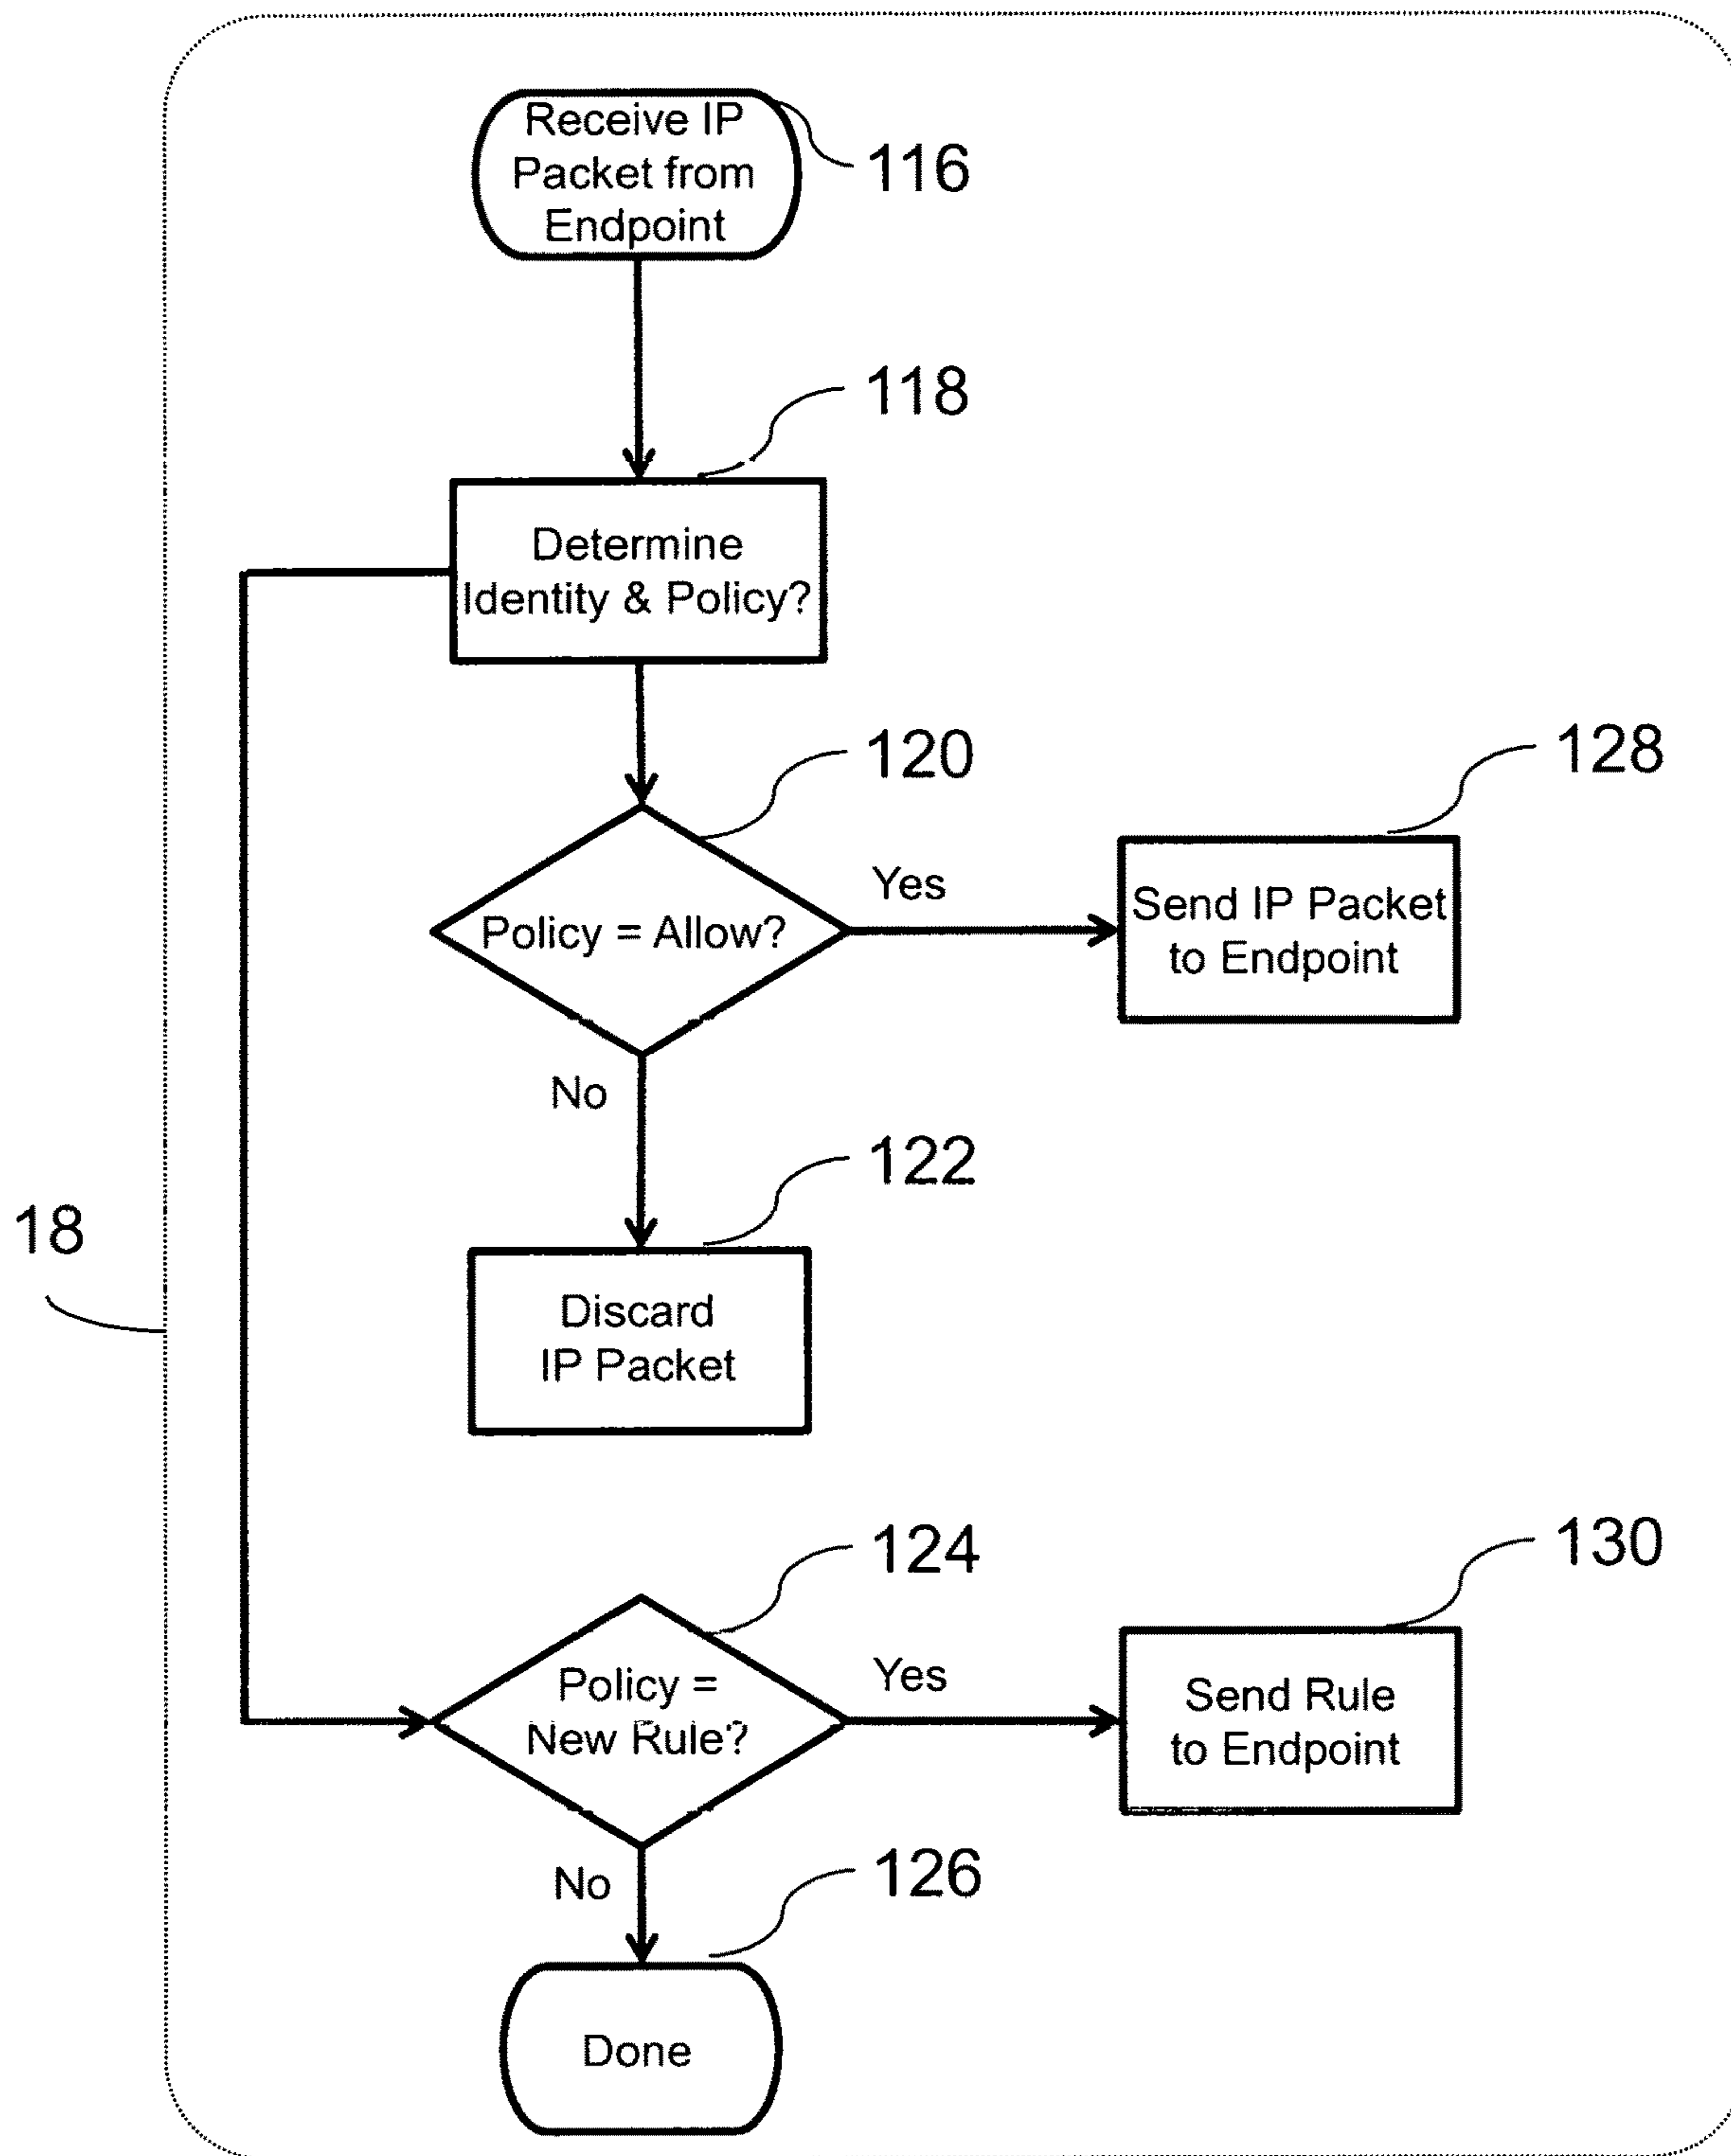 Receive IP
Packet from
Endpoint
116
118
Determine
Identity & Policy?
120
128
Policy = Allow?
Yes
Send IP Packet
to Endpoint
No
122
18
Discard
IP Packet
124
130
Policy =
New Rule?
Yes
Send Rule
to Endpoint
No
126
Done